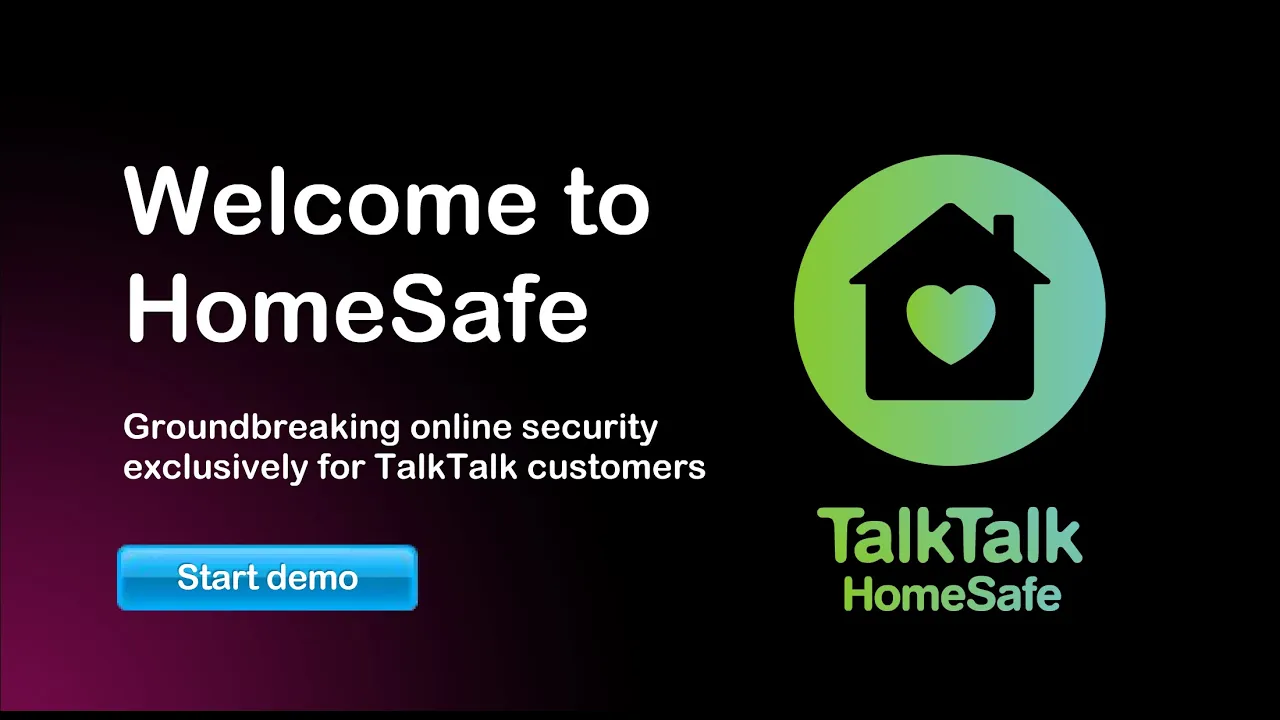 Welcome to
HomeSafe
Groundbreaking online security
exclusively for TalkTalk customers
Start demo
TalkTalk
HomeSafe